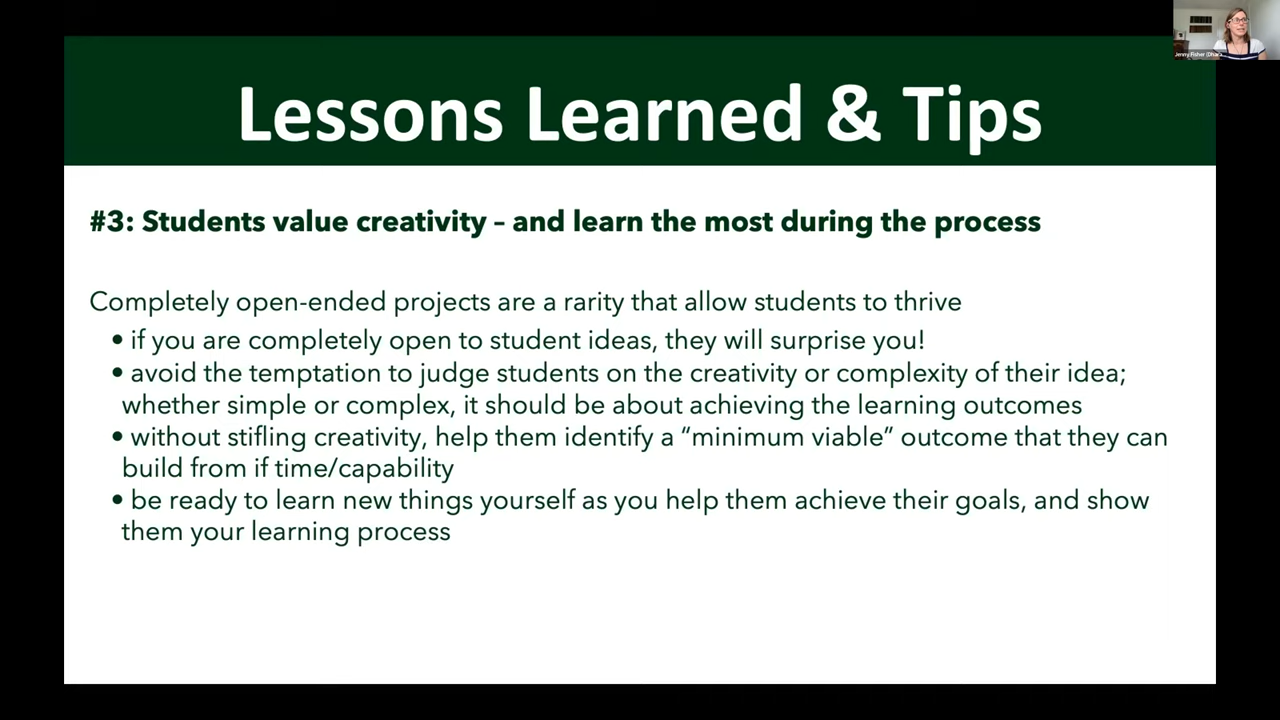 Lessons Learned & Tips
Jenny Fisher
#3: Students value creativity – and learn the most during the process
Completely open-ended projects are a rarity that allow students to thrive
• if you are completely open to student ideas, they will surprise you!
• avoid the temptation to judge students on the creativity or complexity of their idea;
whether simple or complex, it should be about achieving the learning outcomes
• without stifling creativity, help them identify a “minimum viable” outcome that they can
build from if time/capability
• be ready to learn new things yourself as you help them achieve their goals, and show
them your learning process